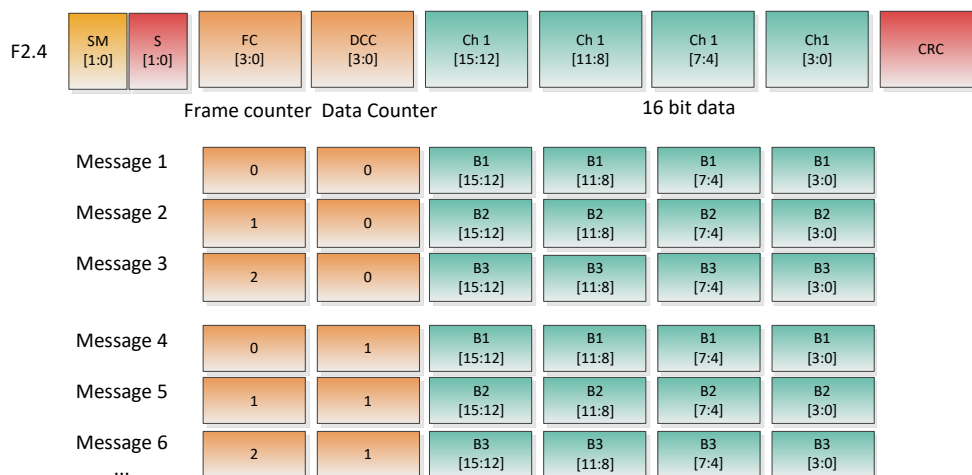 F2.4
SM
[1:0]
S
[1:0]
FC
[3:0]
DCC
[3:0]
Ch 1
[15:12]
Ch 1
[11:8]
Ch 1
[7:4]
Ch1
[3:0]
CRC
Frame counter
Data Counter
16 bit data
Message 1
0
0
B1
[15:12]
B1
[11:8]
B1
[7:4]
B1
[3:0]
Message 2
1
0
B2
[15:12]
B2
[11:8]
B2
[7:4]
B2
[3:0]
Message 3
2
0
B3
[15:12]
B3
[11:8]
B3
[7:4]
B3
[3:0]
Message 4
0
1
B1
[15:12]
B1
[11:8]
B1
[7:4]
B1
[3:0]
Message 5
1
1
B2
[15:12]
B2
[11:8]
B2
[7:4]
B2
[3:0]
Message 6
2
1
B3
[15:12]
B3
[11:8]
B3
[7:4]
B3
[3:0]
...